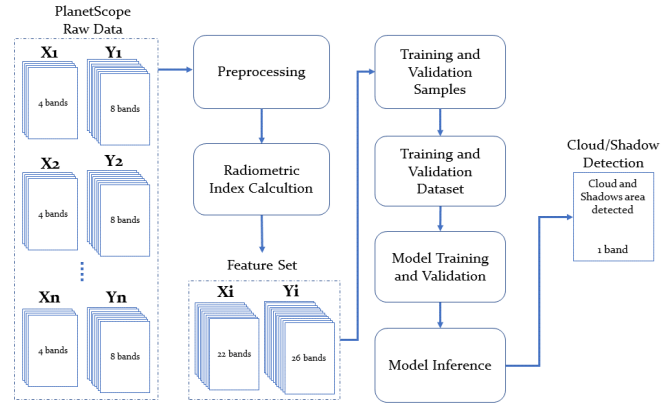 PlanetScope
Raw Data
X1 Y1
4 bands
8 bands
X2 Y2
4 bands
8 bands
Xn Yn
4 bands
8 bands
Preprocessing
Radiometric
Index Calcultion
Feature Set
Xi Yi
22 bands
26 bands
Training and
Validation
Samples
Training and
Validation
Dataset
Model Training
and Validation
Model Inference
Cloud/Shadow
Detection
Cloud and
Shadows area
detected
1 band